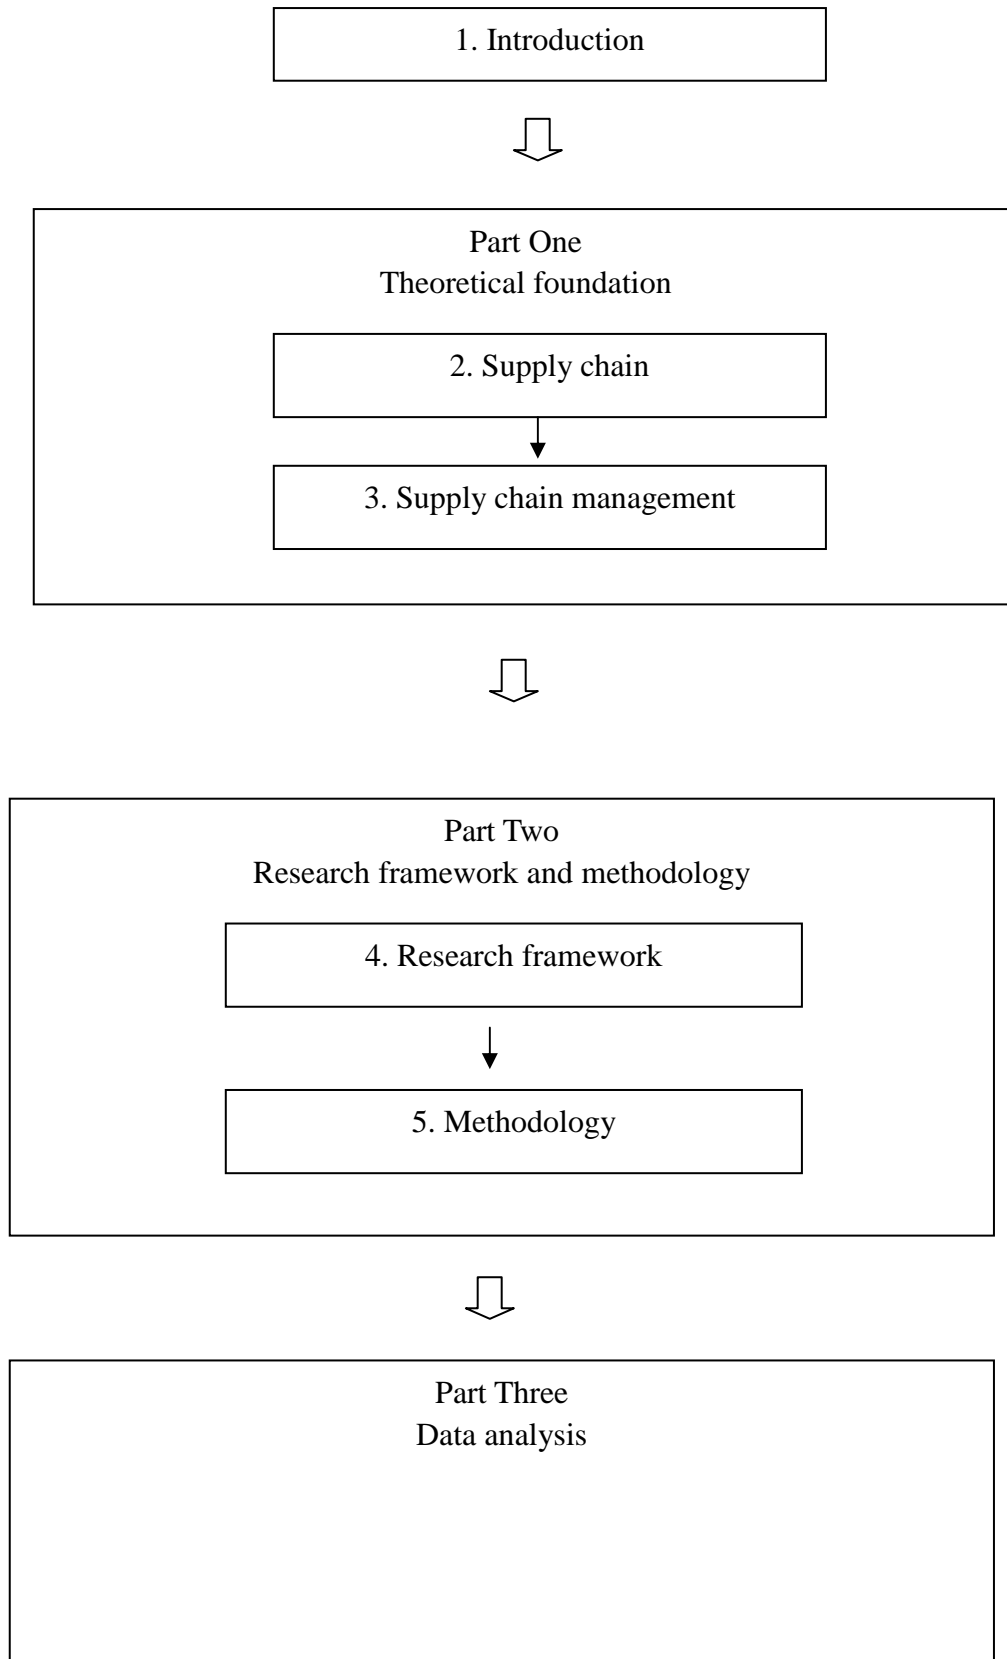 1. Introduction
Part One
Theoretical foundation
2. Supply chain
3. Supply chain management
Part Two
Research framework and methodology
4. Research framework
5. Methodology
Part Three
Data analysis